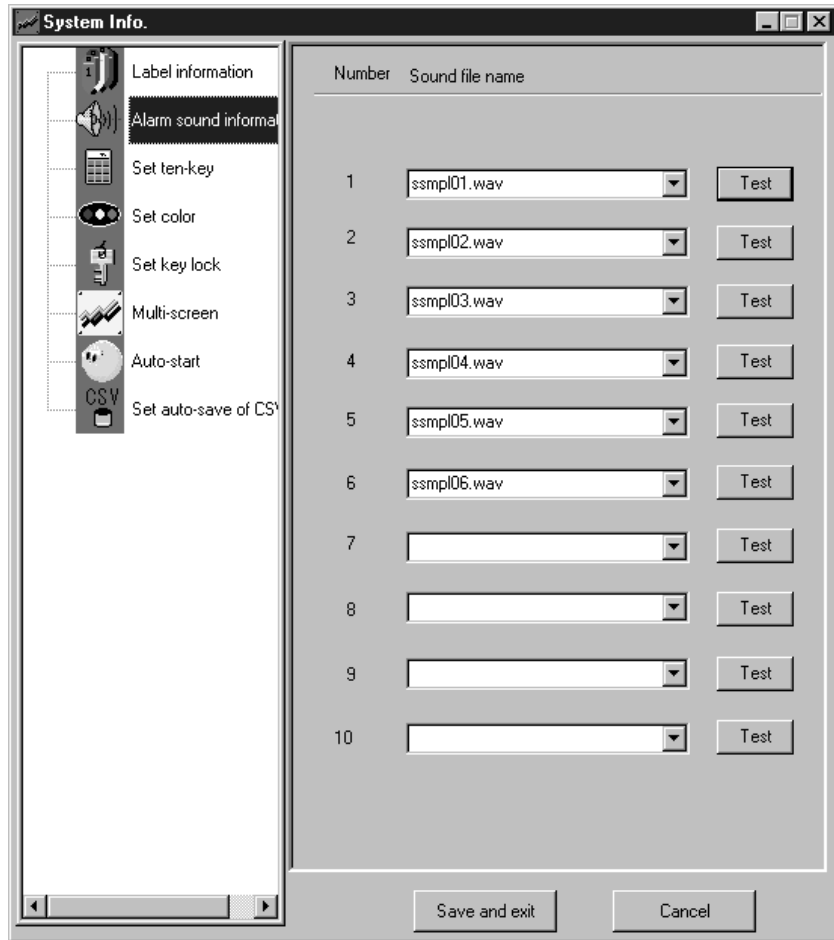 System Info.
Label information
Alarm sound informat
Set ten-key
Set color
Set key lock
Multi-screen
Auto-start
CSV
Set auto-save of CSV
Number Sound file name
1 ssmpl01.wav Test
2 ssmpl02.wav Test
3 ssmpl03.wav Test
4 ssmpl04.wav Test
5 ssmpl05.wav Test
6 ssmpl06.wav Test
7 Test
8 Test
9 Test
10 Test
Save and exit Cancel